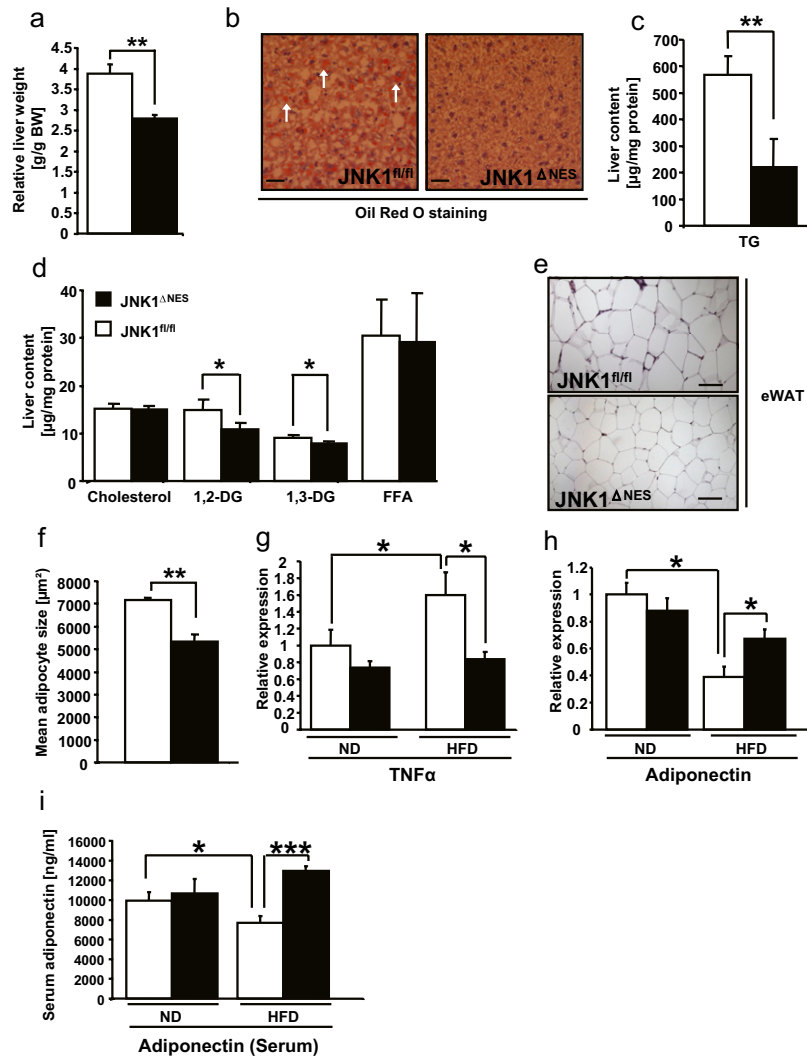 a
Relative liver weight
[g/g BW]
4.5
4
3.5
3
2.5
2
1.5
1
0.5
0
**
b
JNK1fl/fl
JNK1ΔNES
Oil Red O staining
c
Liver content
[µg/mg protein]
700
600
500
400
300
200
100
0
**
TG
d
Liver content
[µg/mg protein]
40
30
20
10
0
JNK1ΔNES
JNK1fl/fl
*
*
Cholesterol 1,2-DG 1,3-DG FFA
e
JNK1fl/fl
JNK1ΔNES
eWAT
f
Mean adipocyte size [µm²]
8000
7000
6000
5000
4000
3000
2000
1000
0
**
g
Relative expression
2
1.8
1.6
1.4
1.2
1
0.8
0.6
0.4
0.2
0
*
*
ND HFD
TNFα
h
Relative expression
1.2
1
0.8
0.6
0.4
0.2
0
*
*
ND HFD
Adiponectin
i
Serum adiponectin [ng/ml]
16000
14000
12000
10000
8000
6000
4000
2000
0
*
***
ND HFD
Adiponectin (Serum)